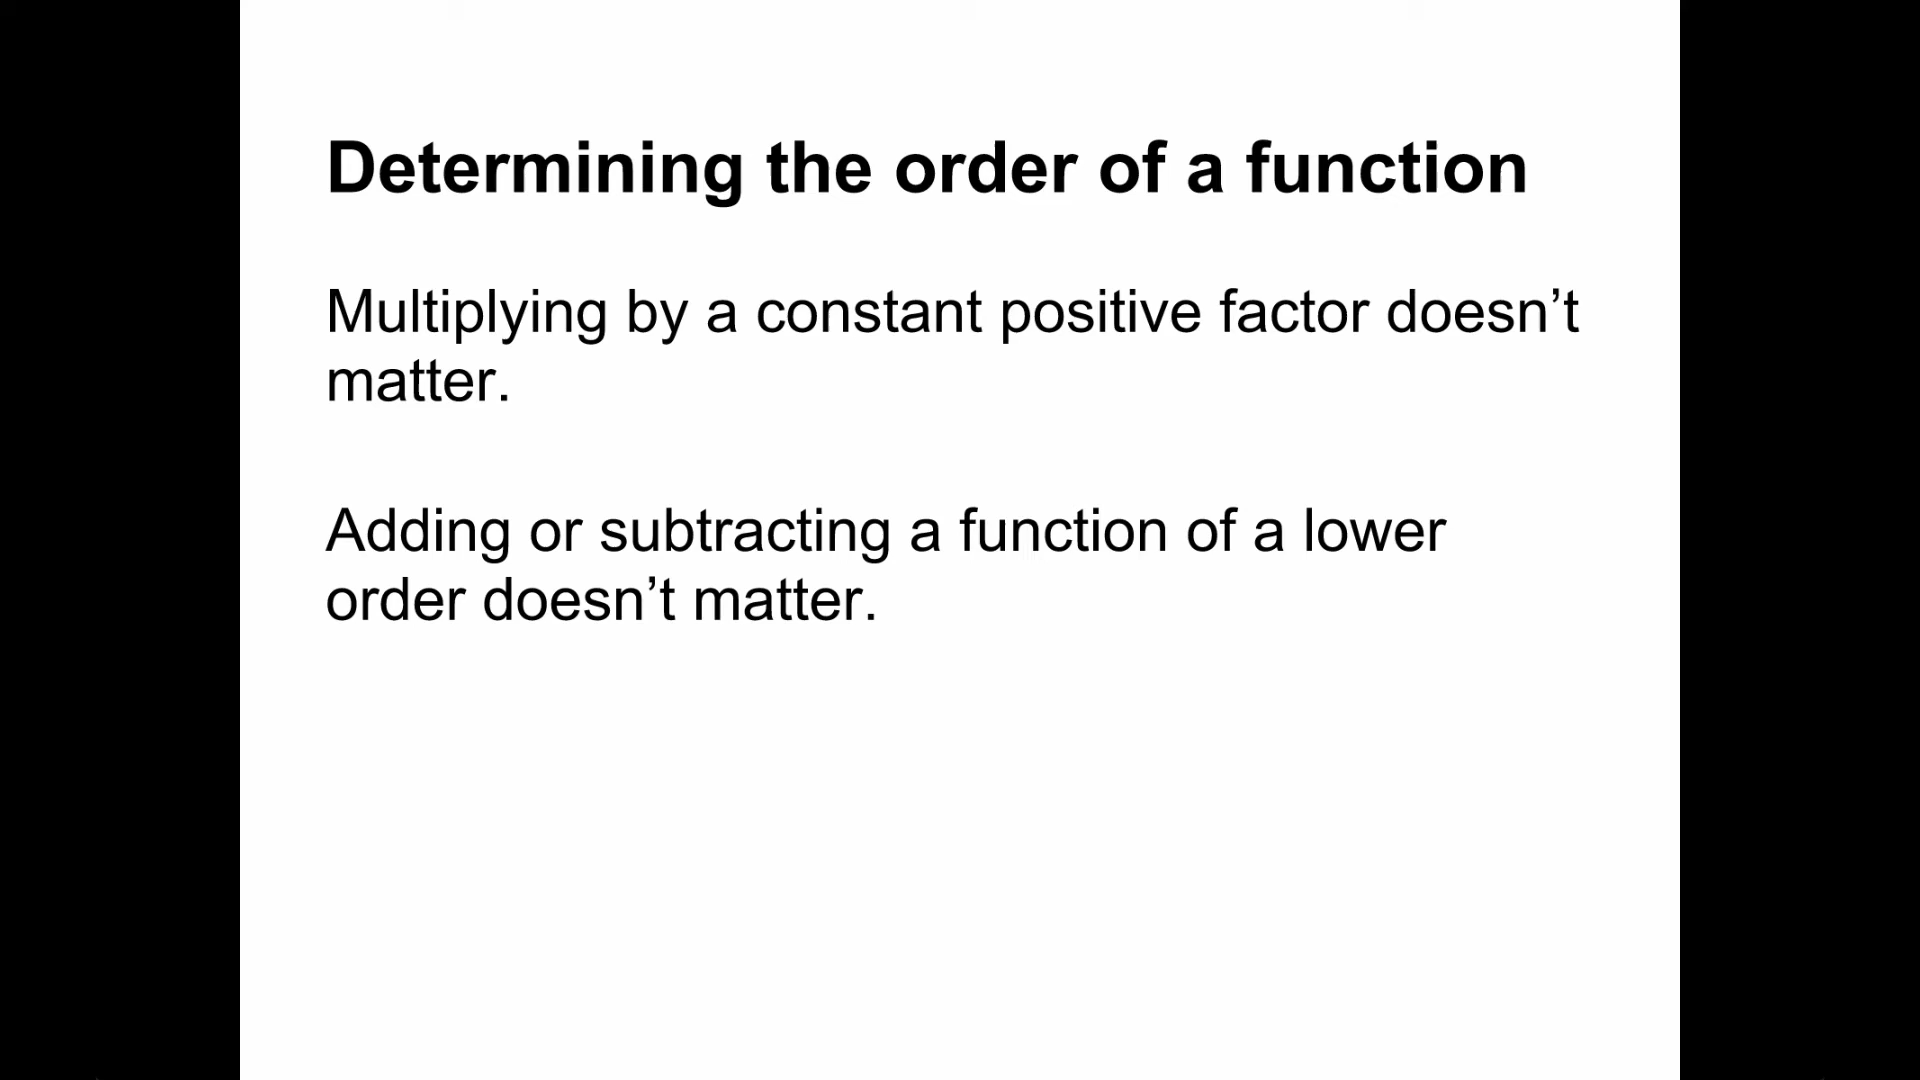 Determining the order of a function
Multiplying by a constant positive factor doesn’t
matter.
Adding or subtracting a function of a lower
order doesn’t matter.